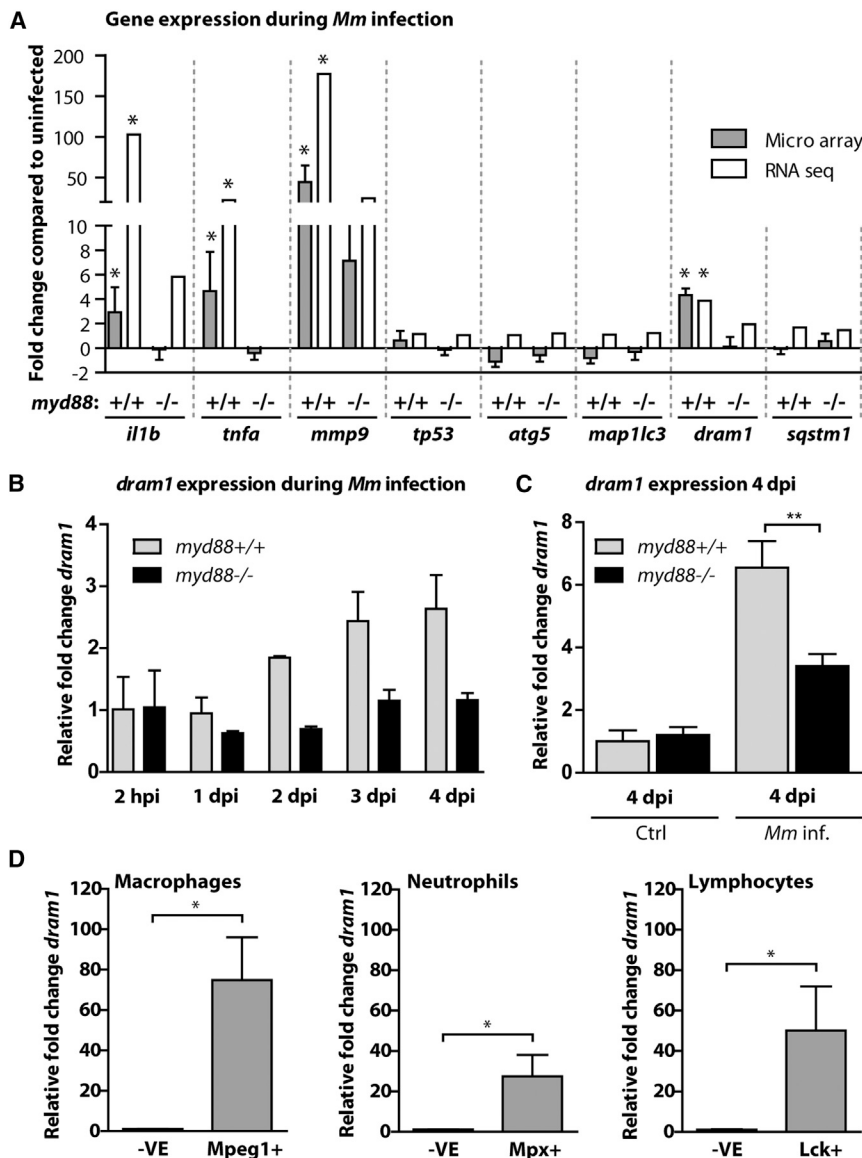 A
Gene expression during Mm infection
Fold change compared to uninfected
200
150
100
50
10
8
6
4
2
0
-2
* * * * * * * *
Micro array
RNA seq
myd88: +/+ -/- +/+ -/- +/+ -/- +/+ -/- +/+ -/- +/+ -/- +/+ -/- +/+ -/-
il1b tnfa mmp9 tp53 atg5 map1lc3 dram1 sqstm1
B
dram1 expression during Mm infection
Relative fold change dram1
4
3
2
1
0
myd88+/+
myd88-/-
2 hpi 1 dpi 2 dpi 3 dpi 4 dpi
C
dram1 expression 4 dpi
Relative fold change dram1
8
6
4
2
0
myd88+/+
myd88-/-
**
4 dpi 4 dpi
Ctrl Mm inf.
D
Macrophages
Relative fold change dram1
120
100
80
60
40
20
0
*
-VE Mpeg1+
Neutrophils
Relative fold change dram1
120
100
80
60
40
20
0
*
-VE Mpx+
Lymphocytes
Relative fold change dram1
120
100
80
60
40
20
0
*
-VE Lck+